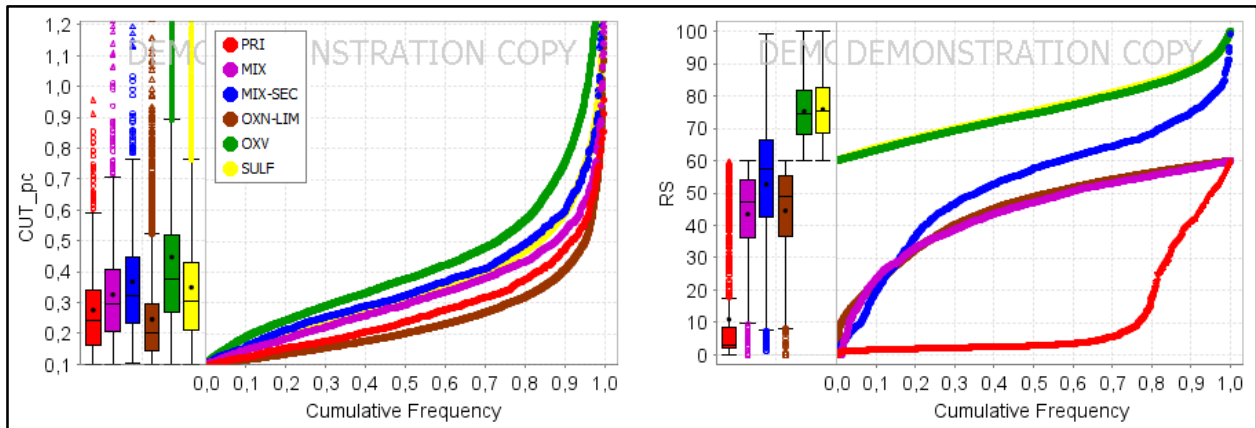 DEMODEMONSTRATION COPY
CUT_pc
1,2
1,1
1,0
0,9
0,8
0,7
0,6
0,5
0,4
0,3
0,2
0,1
PRI
MIX
MIX-SEC
OXN-LIM
OXV
SULF
0,0 0,1 0,2 0,3 0,4 0,5 0,6 0,7 0,8 0,9 1,0
Cumulative Frequency
DEMODEMONSTRATION COPY
RS
100
90
80
70
60
50
40
30
20
10
0
0,0 0,1 0,2 0,3 0,4 0,5 0,6 0,7 0,8 0,9 1,0
Cumulative Frequency